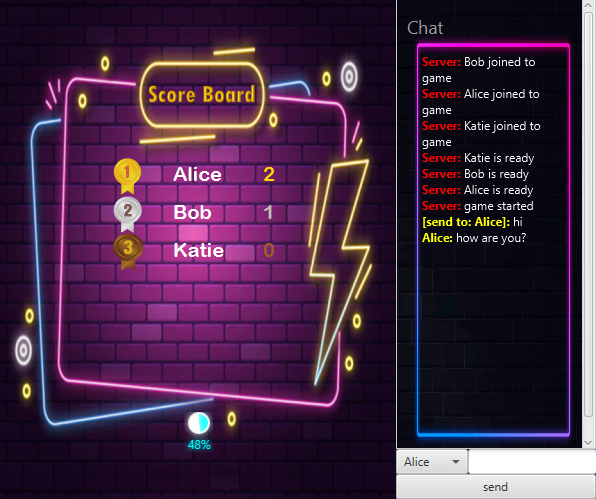 Score Board
1 Alice 2
2 Bob 1
3 Katie 0
48%
Chat
Server: Bob joined to
game
Server: Alice joined to
game
Server: Katie joined to
game
Server: Katie is ready
Server: Bob is ready
Server: Alice is ready
Server: game started
[send to: Alice]: hi
Alice: how are you?
Alice
send